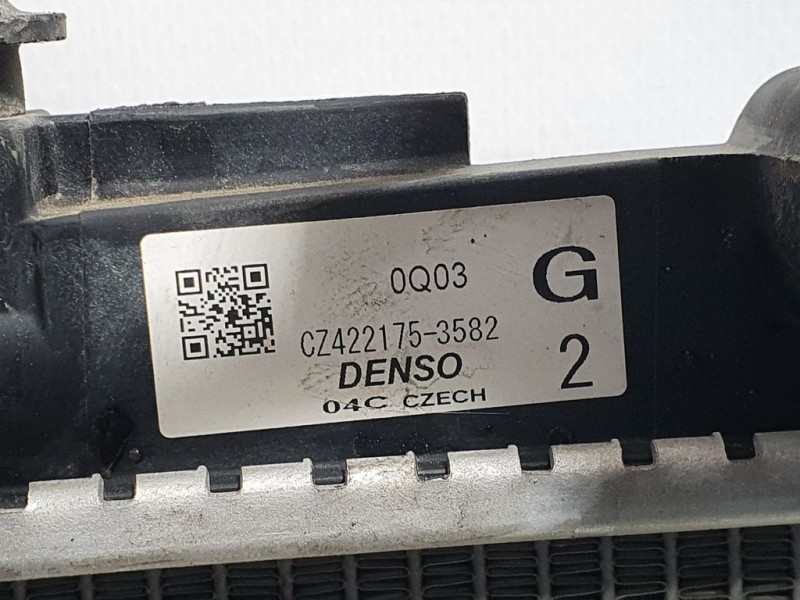 0Q03
G
CZ422175-3582
DENSO
2
04C CZECH